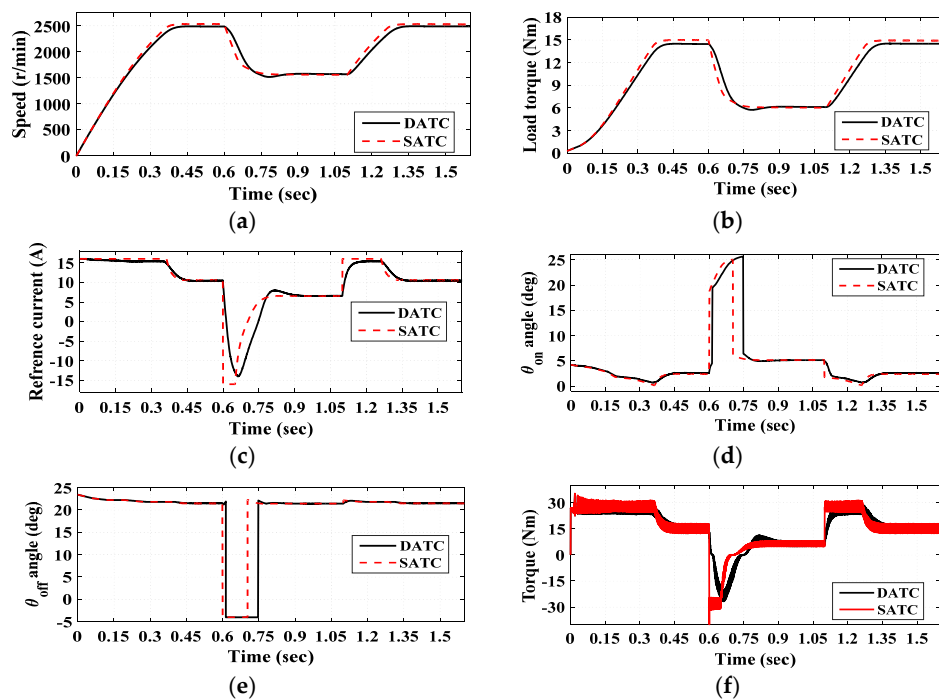 2500
2000
1500
1000
500
0
Speed (r/min)
DATC
SATC
0 0.15 0.3 0.45 0.6 0.75 0.9 1.05 1.2 1.35 1.5
Time (sec)
(a)
18
15
12
9
6
3
0
Load torque (Nm)
DATC
SATC
0 0.15 0.3 0.45 0.6 0.75 0.9 1.05 1.2 1.35 1.5
Time (sec)
(b)
15
10
5
0
-5
-10
-15
Refrence current (A)
DATC
SATC
0 0.15 0.3 0.45 0.6 0.75 0.9 1.05 1.2 1.35 1.5
Time (sec)
(c)
25
20
15
10
5
0
θon angle (deg)
DATC
SATC
0 0.15 0.3 0.45 0.6 0.75 0.9 1.05 1.2 1.35 1.5
Time (sec)
(d)
25
20
15
10
5
0
-5
θoff angle (deg)
DATC
SATC
0 0.15 0.3 0.45 0.6 0.75 0.9 1.05 1.2 1.35 1.5
Time (sec)
(e)
30
15
0
-15
-30
Torque (Nm)
DATC
SATC
0 0.15 0.3 0.45 0.6 0.75 0.9 1.05 1.2 1.35 1.5
Time (sec)
(f)